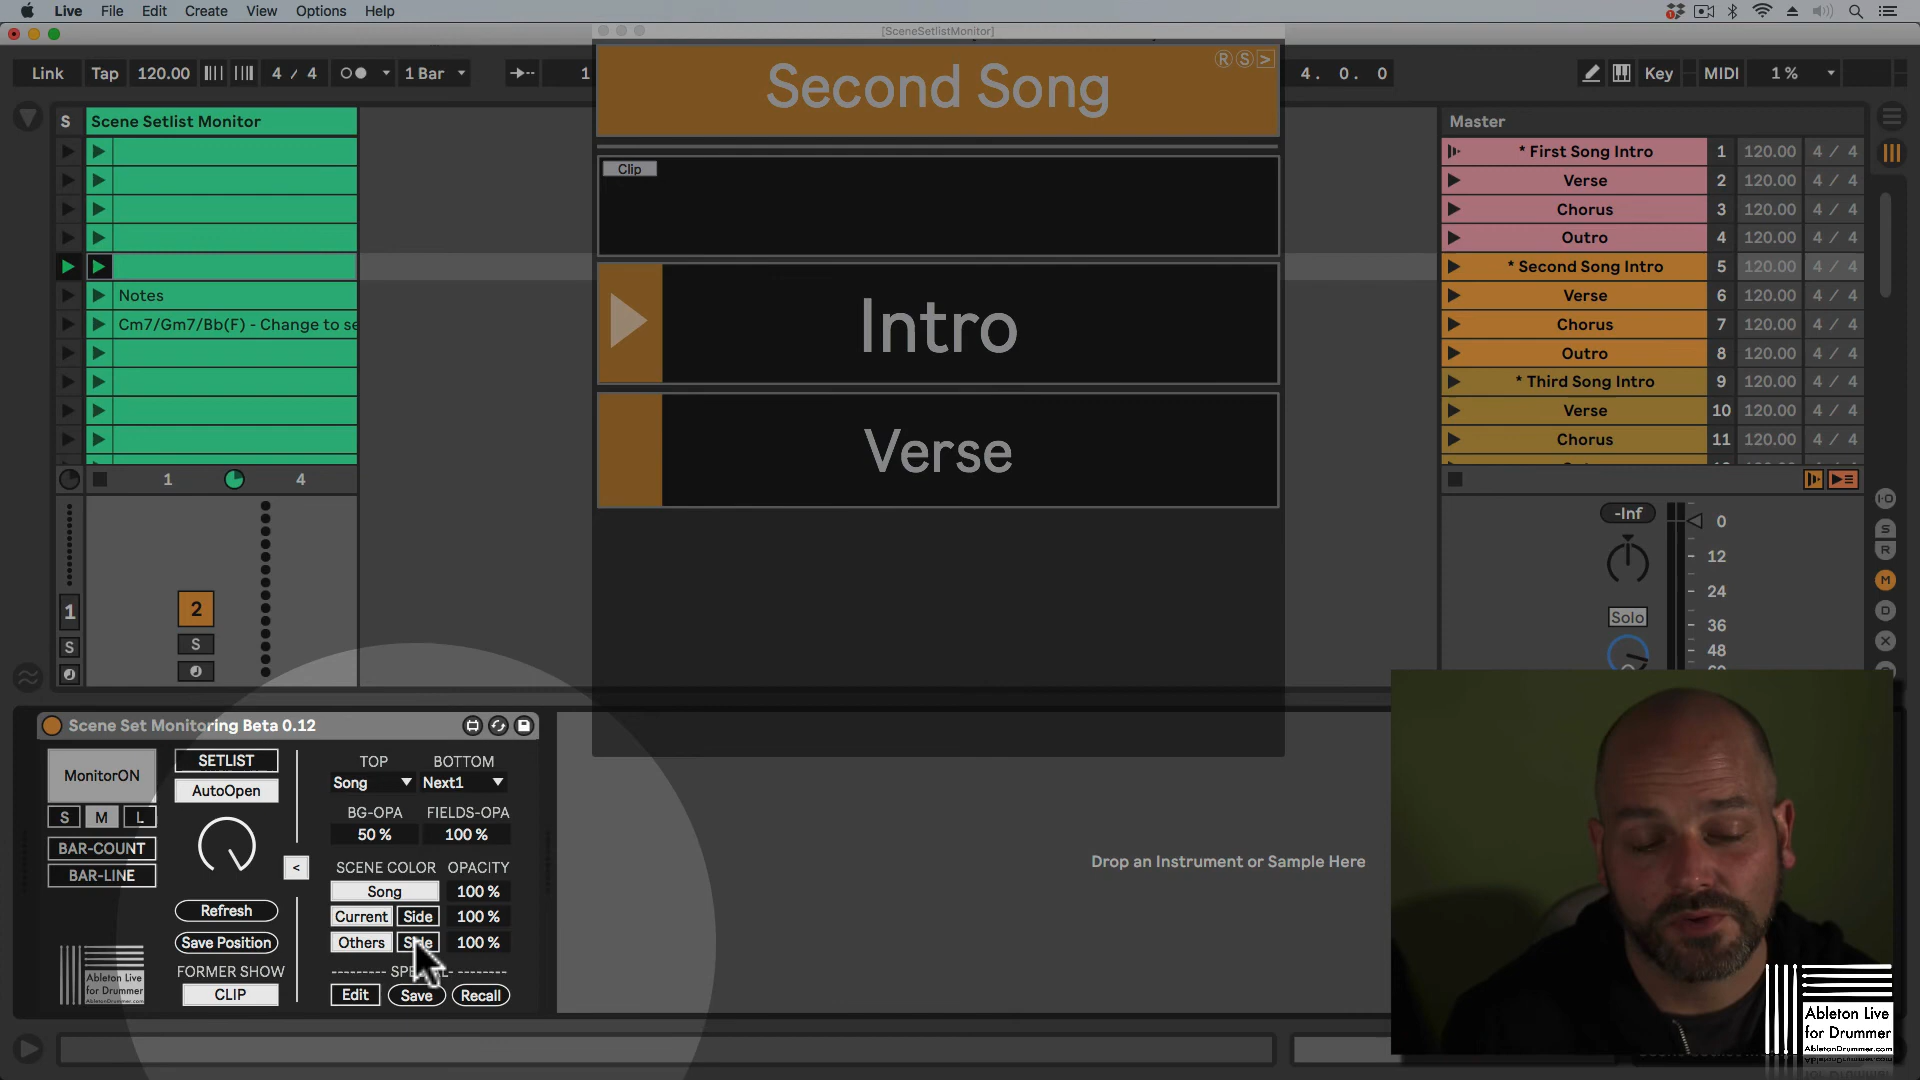 Live File Edit Create View Options Help
[SceneSetlistMonitor]
Link Tap 120.00 4 / 4 1 Bar 1 4. 0. 0 Key MIDI 1 %
Second Song
R S >
S Scene Setlist Monitor
Master
* First Song Intro 1 120.00 4 / 4
Verse 2 120.00 4 / 4
Chorus 3 120.00 4 / 4
Outro 4 120.00 4 / 4
* Second Song Intro 5 120.00 4 / 4
Verse 6 120.00 4 / 4
Chorus 7 120.00 4 / 4
Outro 8 120.00 4 / 4
* Third Song Intro 9 120.00 4 / 4
Verse 10 120.00 4 / 4
Chorus 11 120.00 4 / 4
Notes
Cm7/Gm7/Bb(F) - Change to se
Clip
Intro
Verse
1 4
1 2
S S
-Inf 0
12
24
36
48
Solo
S
R
M
D
X
Scene Set Monitoring Beta 0.12
MonitorON
S M L
BAR-COUNT
BAR-LINE
SETLIST
AutoOpen
Refresh
Save Position
FORMER SHOW
CLIP
<
TOP BOTTOM
Song Next1
BG-OPA FIELDS-OPA
50 % 100 %
SCENE COLOR OPACITY
Song 100 %
Current Side 100 %
Others 100 %
Edit Save Recall
Ableton Live
for Drummer
AbletonDrummer.com
Drop an Instrument or Sample Here
Ableton Live
for Drummer
AbletonDrummer.com